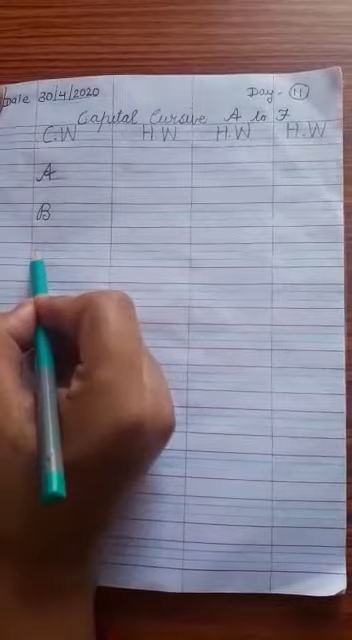 Date 30/4/2020 Day - 11
Capital Cursive A to F
C.W H.W H.W H.W
A
B